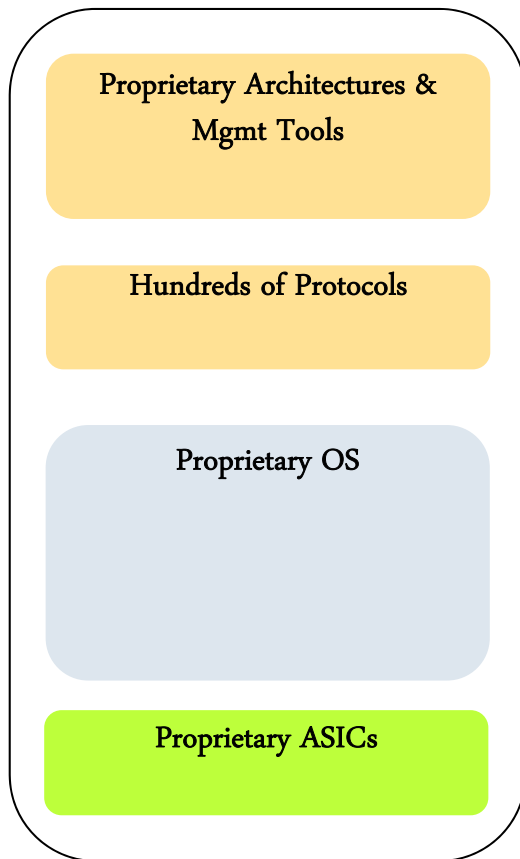 Proprietary Architectures &
Mgmt Tools
Hundreds of Protocols
Proprietary OS
Proprietary ASICs